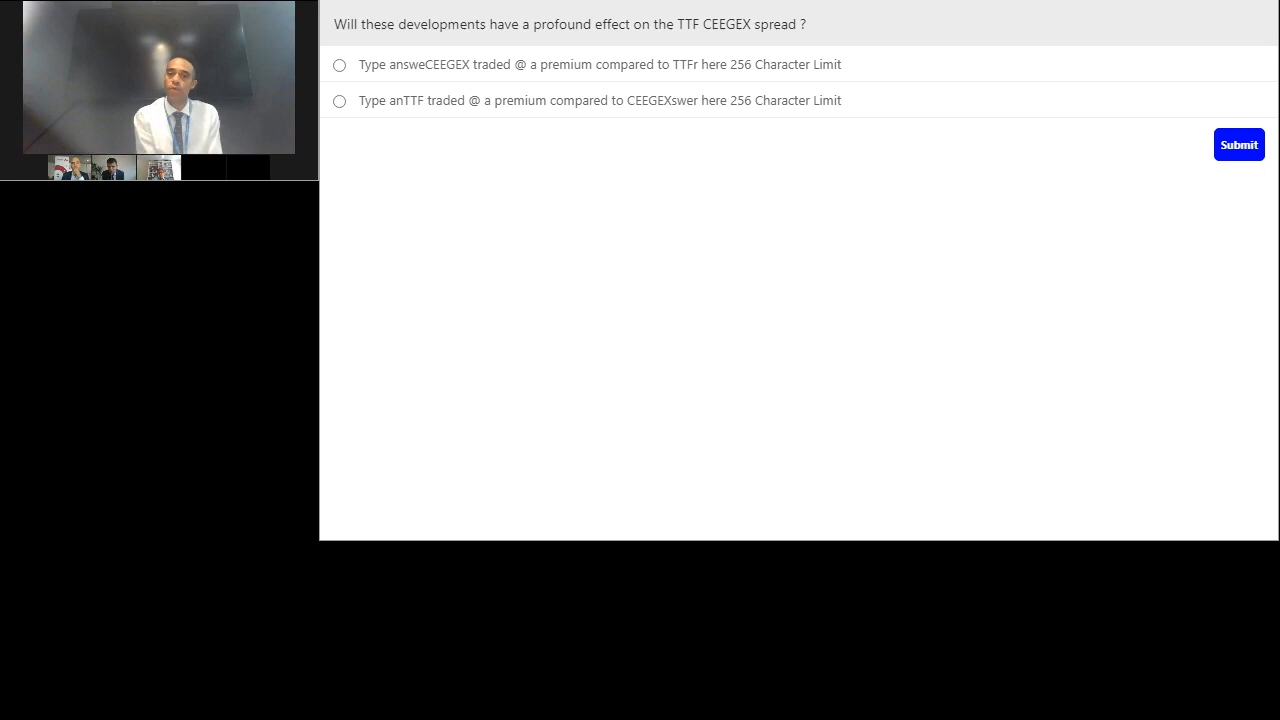 Will these developments have a profound effect on the TTF CEEGEX spread ?
Type answeCEEGEX traded @ a premium compared to TTFr here 256 Character Limit
Type anTTF traded @ a premium compared to CEEGEXswer here 256 Character Limit
Submit